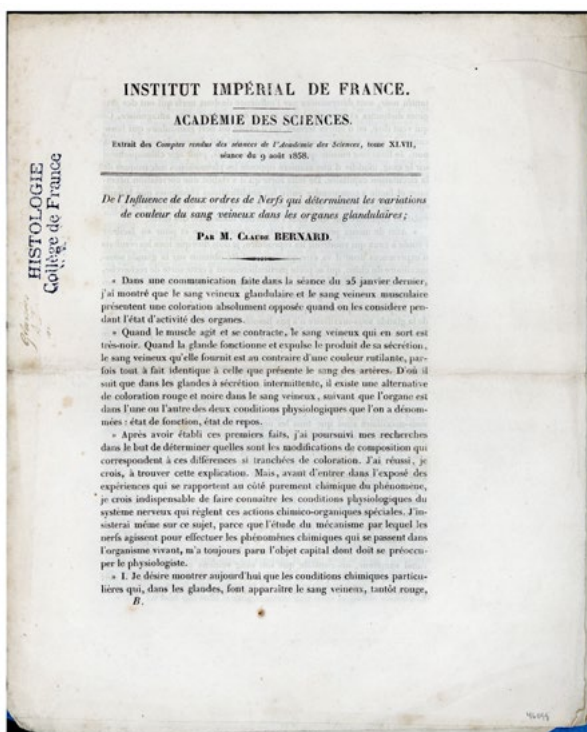 INSTITUT IMPÉRIAL DE FRANCE.
ACADÉMIE DES SCIENCES.
Extrait des Comptes rendus des séances de l'Académie des Sciences, tome XLVII,
séance du 9 août 1858.
De l'Influence de deux ordres de Nerfs qui déterminent les variations
de couleur du sang veineux dans les organes glandulaires;
PAR M. CLAUDE BERNARD.
HISTOLOGIE
Collège de France
« Dans une communication faite dans la séance du 25 janvier dernier,
j'ai montré que le sang veineux glandulaire et le sang veineux musculaire
présentent une coloration absolument opposée quand on les considère pen-
dant l'état d'activité des organes.
» Quand le muscle agit et se contracte, le sang veineux qui en sort est
très-noir. Quand la glande fonctionne et expulse le produit de sa sécrétion,
le sang veineux qu'elle fournit est au contraire d'une couleur rutilante, par-
fois tout à fait identique à celle que présente le sang des artères. D'où il
suit que dans les glandes à sécrétion intermittente, il existe une alternative
de coloration rouge et noire dans le sang veineux, suivant que l'organe est
dans l'une ou l'autre des deux conditions physiologiques que l'on a dénom-
mées : état de fonction, état de repos.
» Après avoir établi ces premiers faits, j'ai poursuivi mes recherches
dans le but de déterminer quelles sont les modifications de composition qui
correspondent à ces différences si tranchées de coloration. J'ai réussi, je
crois, à trouver cette explication. Mais, avant d'entrer dans l'exposé des
expériences qui se rapportent au côté purement chimique du phénomène,
je crois indispensable de faire connaître les conditions physiologiques du
système nerveux qui règlent ces actions chimico-organiques spéciales. J'in-
sisterai même sur ce sujet, parce que l'étude du mécanisme par lequel les
nerfs agissent pour effectuer les phénomènes chimiques qui se passent dans
l'organisme vivant, m'a toujours paru l'objet capital dont doit se préoccu-
per le physiologiste.
» I. Je désire montrer aujourd'hui que les conditions chimiques particu-
lières qui, dans les glandes, font apparaître le sang veineux, tantôt rouge,
B.